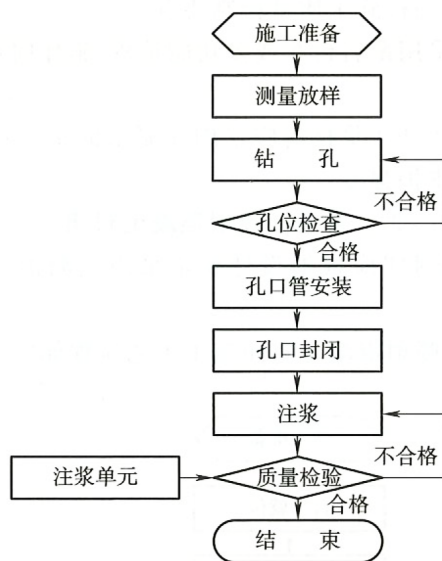 施工准备
测量放样
钻 孔
不合格
孔位检查
合格
孔口管安装
孔口封闭
注浆
不合格
注浆单元
质量检验
合格
结 束